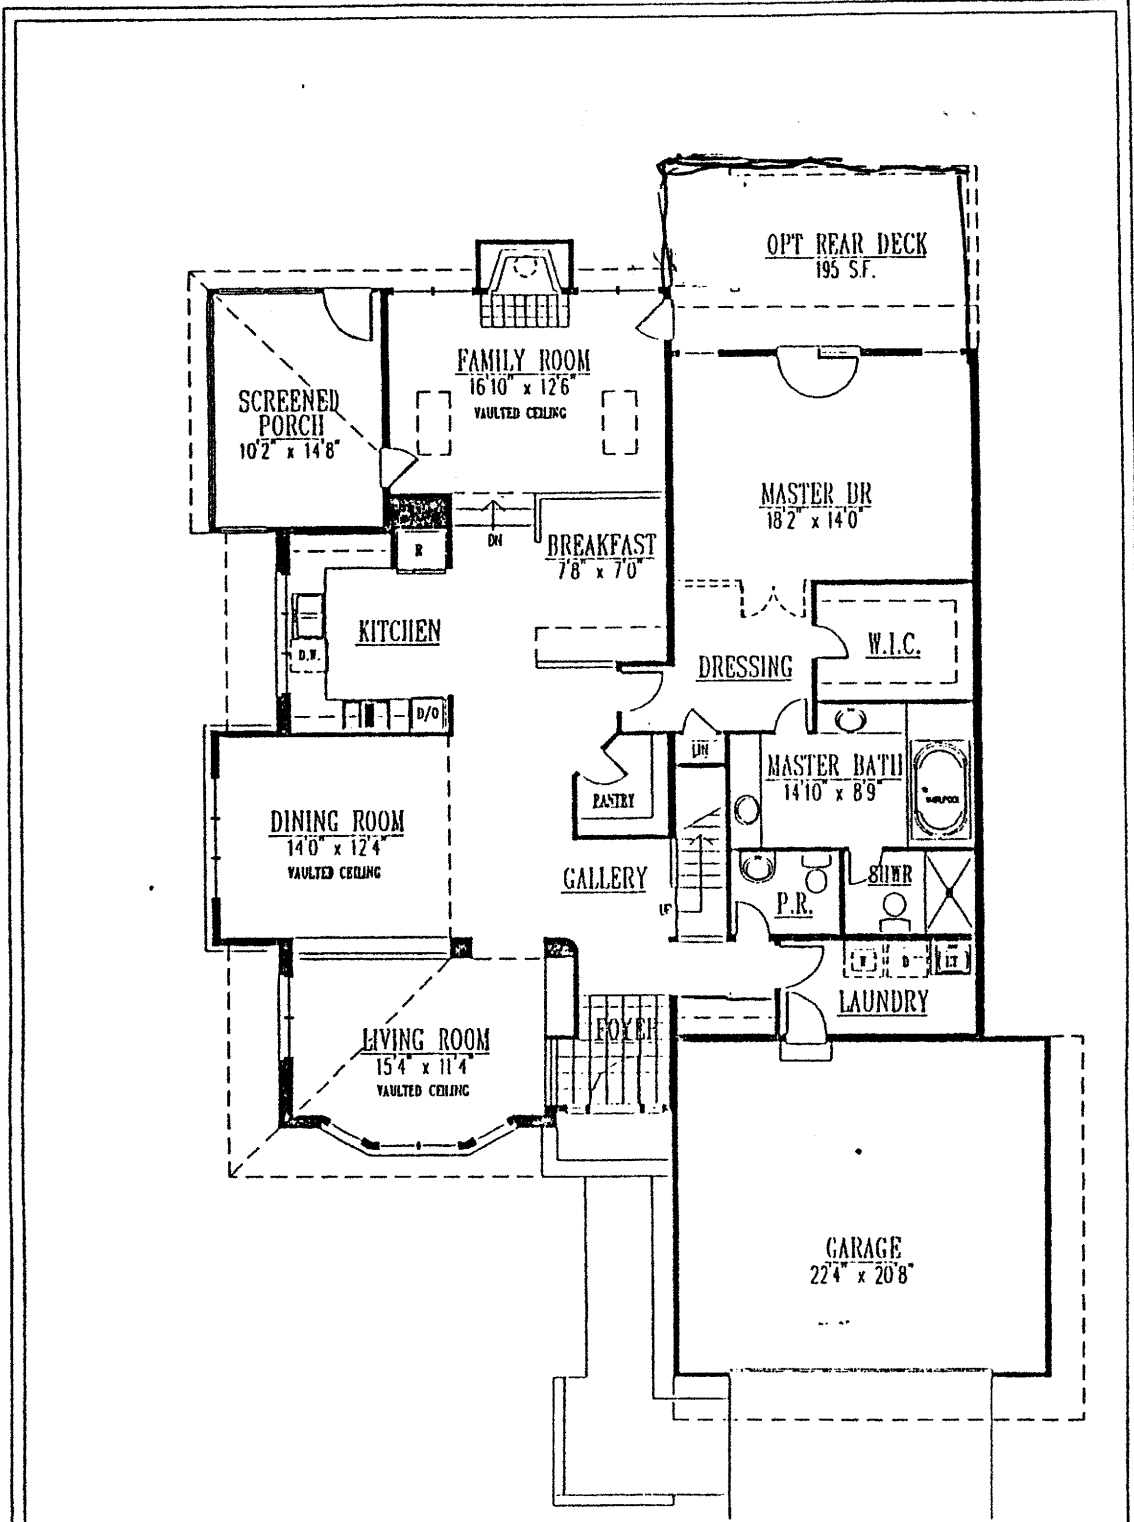 OPT REAR DECK
195 S.F.
FAMILY ROOM
16'10" x 12'6"
VAULTED CEILING
SCREENED
PORCH
10'2" x 14'8"
MASTER BR
18'2" x 14'0"
DN
BREAKFAST
7'8" x 7'0"
R
KITCHEN
D.W.
D/O
DRESSING
W.I.C.
LIN
MASTER BATH
14'10" x 8'9"
WHIRLPOOL
PANTRY
DINING ROOM
14'0" x 12'4"
VAULTED CEILING
GALLERY
UP
P.R.
SHWR
W
D
LT
LAUNDRY
FOYER
LIVING ROOM
15'4" x 11'4"
VAULTED CEILING
GARAGE
22'4" x 20'8"